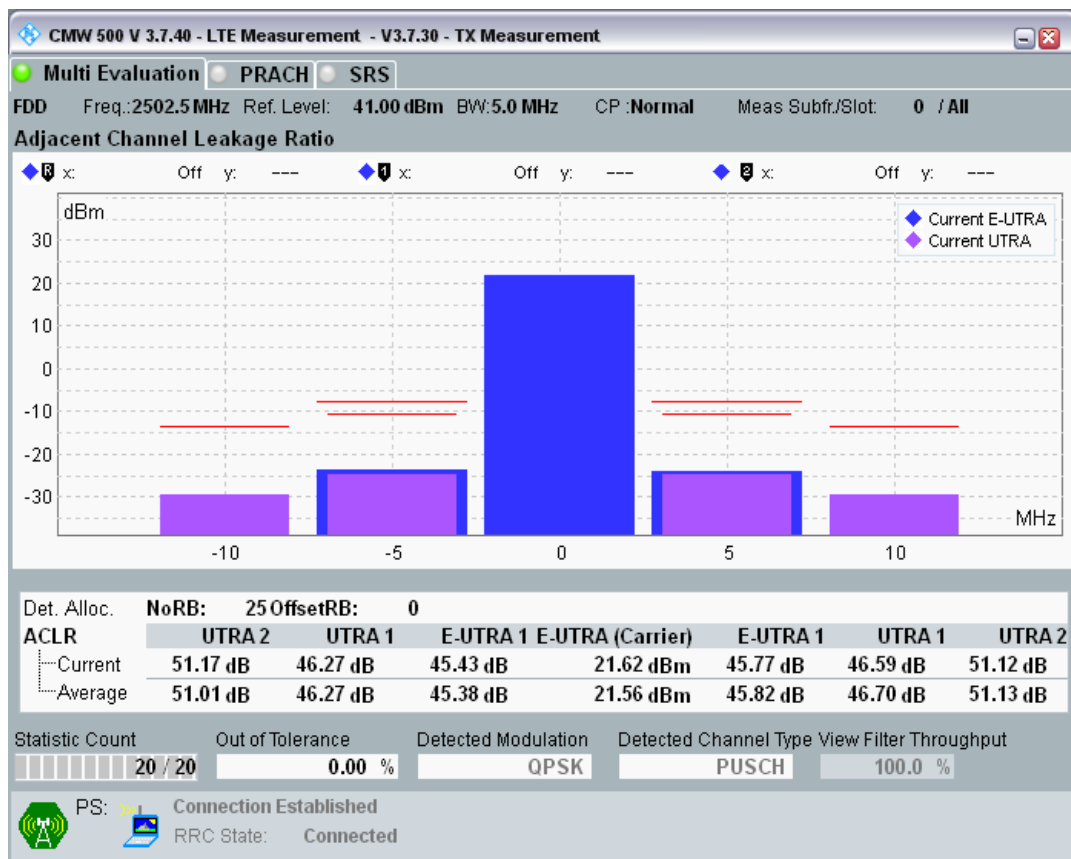 CMW 500 V 3.7.40 - LTE Measurement - V3.7.30 - TX Measurement
Multi Evaluation PRACH SRS
FDD Freq.:2502.5 MHz Ref. Level: 41.00 dBm BW:5.0 MHz CP :Normal Meas Subfr./Slot: 0 / All
Adjacent Channel Leakage Ratio
R x: Off y: --- 1 x: Off y: --- 2 x: Off y: ---
dBm
Current E-UTRA
Current UTRA
30
20
10
0
-10
-20
-30
MHz
-10 -5 0 5 10
Det. Alloc. NoRB: 25 OffsetRB: 0
ACLR UTRA 2 UTRA 1 E-UTRA 1 E-UTRA (Carrier) E-UTRA 1 UTRA 1 UTRA 2
Current 51.17 dB 46.27 dB 45.43 dB 21.62 dBm 45.77 dB 46.59 dB 51.12 dB
Average 51.01 dB 46.27 dB 45.38 dB 21.56 dBm 45.82 dB 46.70 dB 51.13 dB
Statistic Count Out of Tolerance Detected Modulation Detected Channel Type View Filter Throughput
20 / 20 0.00 % QPSK PUSCH 100.0 %
PS: Connection Established
RRC State: Connected